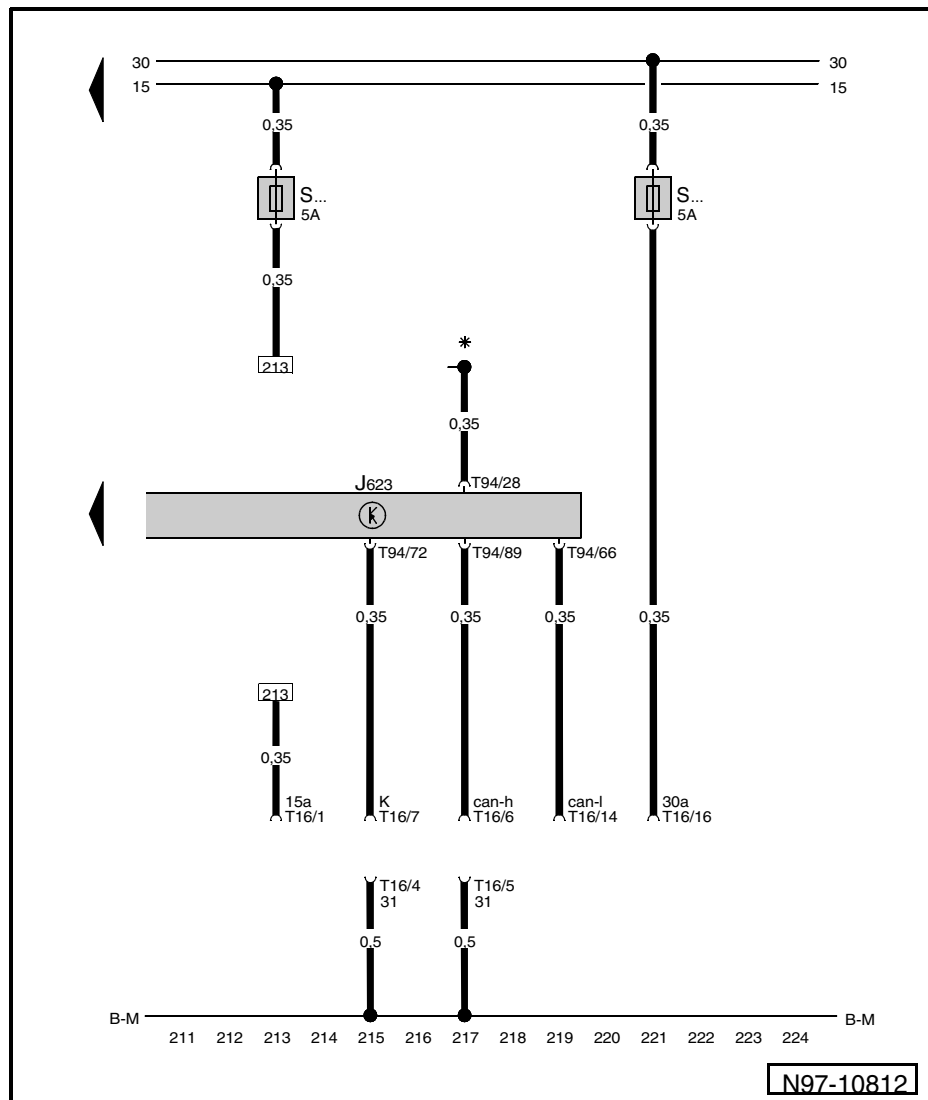 30 30
15 15
0,35 0,35
S... S...
5A 5A
0,35
*
213
0,35
J623 T94/28
T94/72 T94/89 T94/66
0,35 0,35 0,35 0,35
213
0,35
15a K can-h can-l 30a
T16/1 T16/7 T16/6 T16/14 T16/16
T16/4 T16/5
31 31
0,5 0,5
B-M B-M
211 212 213 214 215 216 217 218 219 220 221 222 223 224
N97-10812